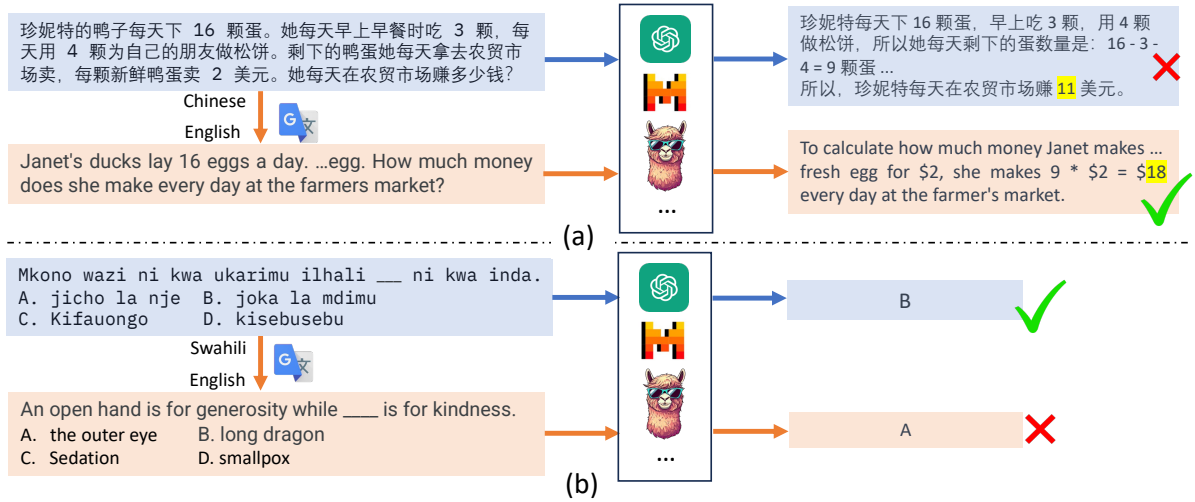 珍妮特的鸭子每天下 16 颗蛋。她每天早上早餐时吃 3 颗，每
天用 4 颗为自己的朋友做松饼。剩下的鸭蛋她每天拿去农贸市
场卖，每颗新鲜鸭蛋卖 2 美元。她每天在农贸市场赚多少钱？
珍妮特每天下 16 颗蛋，早上吃 3 颗，用 4 颗
做松饼，所以她每天剩下的蛋数量是：16 - 3 -
4 = 9 颗蛋 ...
所以，珍妮特每天在农贸市场赚 11 美元。
Chinese
English
G 文
Janet's ducks lay 16 eggs a day. ...egg. How much money
does she make every day at the farmers market?
To calculate how much money Janet makes ...
fresh egg for $2, she makes 9 * $2 = $18
every day at the farmer's market.
...
(a)
Mkono wazi ni kwa ukarimu ilhali ___ ni kwa inda.
A. jicho la nje B. joka la mdimu
C. Kifauongo D. kisebusebu
B
Swahili
English
G 文
An open hand is for generosity while ____ is for kindness.
A. the outer eye B. long dragon
C. Sedation D. smallpox
A
...
(b)